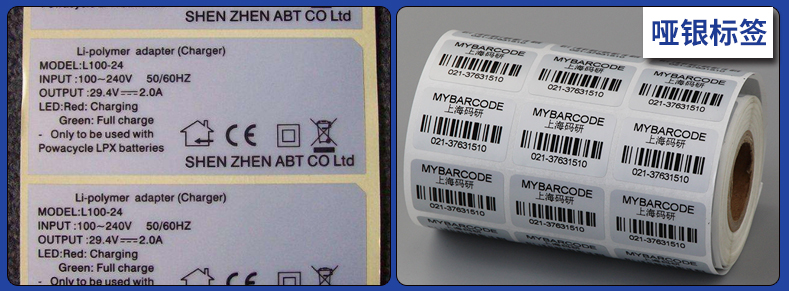 SHEN ZHEN ABT CO Ltd
Li-polymer adapter (Charger)
MODEL:L100-24
INPUT :100～240V 50/60HZ
OUTPUT :29.4V⎓2.0A
LED:Red: Charging
Green: Full charge
- Only to be used with
Powacycle LPX batteries
CE
SHEN ZHEN ABT CO Ltd
Li-polymer adapter (Charger)
MODEL:L100-24
INPUT :100～240V 50/60HZ
OUTPUT :29.4V⎓2.0A
LED:Red: Charging
Green: Full charge
- Only to be used with
哑银标签
MYBARCODE
上海码研
021-37631510
MYBARCODE
上海码研
021-37631510
MYBARCODE
上海码研
021-37631510
MYBARCODE
上海码研
021-37631510
MYBARCODE
上海码研
021-37631510
MYBARCODE
上海码研
021-37631510
MYBARCODE
上海码研
021-37631510
MYBARCODE
上海码研
021-37631510
MYBARCODE
上海码研
021-37631510
MYBARCODE
MYBARCODE